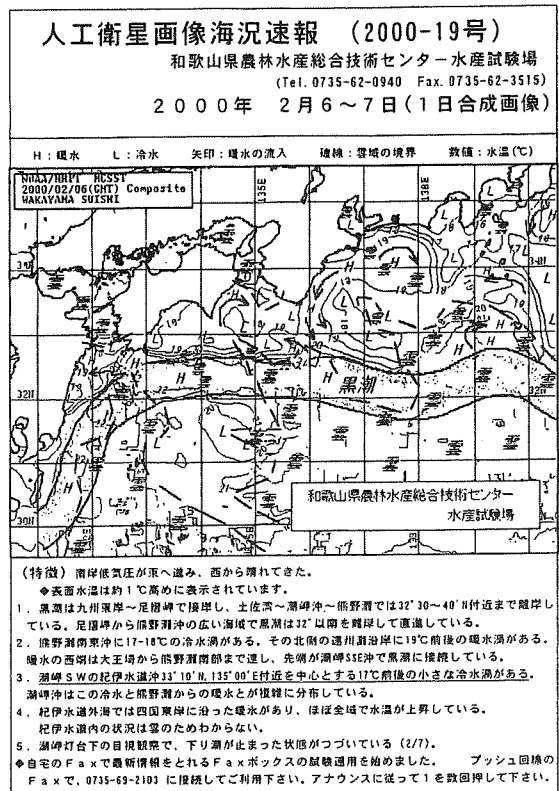 人工衛星画像海況速報 (2000-19号)
和歌山県農林水産総合技術センター水産試験場
(Tel. 0735-62-0940 Fax. 0735-62-3515)
2000年 2月6〜7日(1日合成画像)
H:暖水 L:冷水 矢印:暖水の流入 破線:雲域の境界 数値:水温(℃)
NOAA/HRPT MCSST
2000/02/06(GMT) Composite
WAKAYAMA SUISHI
135E
138E
34N
34N
32N
32N
30N
黒潮
和歌山県農林水産総合技術センター
水産試験場
(特徴) 南岸低気圧が東へ進み、西から晴れてきた。
◆表面水温は約1℃高めに表示されています。
1.黒潮は九州東岸〜足摺岬で接岸し、土佐湾〜潮岬沖〜熊野灘では32°30〜40'N付近まで離岸し
ている。足摺岬から熊野灘沖の広い海域で黒潮は32°以南を離岸して直進している。
2.熊野灘南東沖に17-18℃の冷水渦がある。その北側の遠州灘沿岸に19℃前後の暖水渦がある。
暖水の西端は大王埼から熊野灘南部まで達し、先端が潮岬SSE沖で黒潮に接続している。
3.潮岬SWの紀伊水道沖33°10'N,135°00'E付近を中心とする17℃前後の小さな冷水渦がある。
潮岬沖はこの冷水と熊野灘からの暖水とが複雑に分布している。
4.紀伊水道外海では四国東岸に沿った暖水があり、ほぼ全域で水温が上昇している。
紀伊水道内の状況は雲のためわからない。
5.潮岬灯台下の目視観察で、下り潮が止まった状態がつづいている (2/7)。
◆自宅のFaxで最新情報をとれるFaxボックスの試験運用を始めました。 プッシュ回線の
Faxで、0735-69-2103 に接続してご利用下さい。アナウンスに従って1を数回押して下さい。